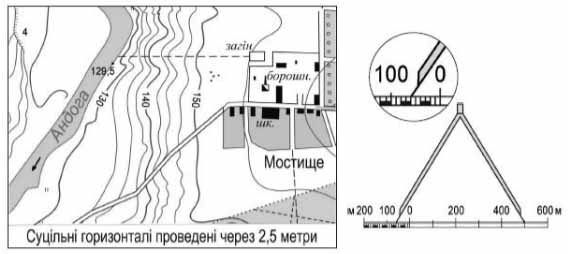 4
загін
129,5
борошн.
Андога
130
140
150
шк.
Мостище
Суцільні горизонталі проведені через 2,5 метри
100 0
м 200 100 0 200 400 600 м